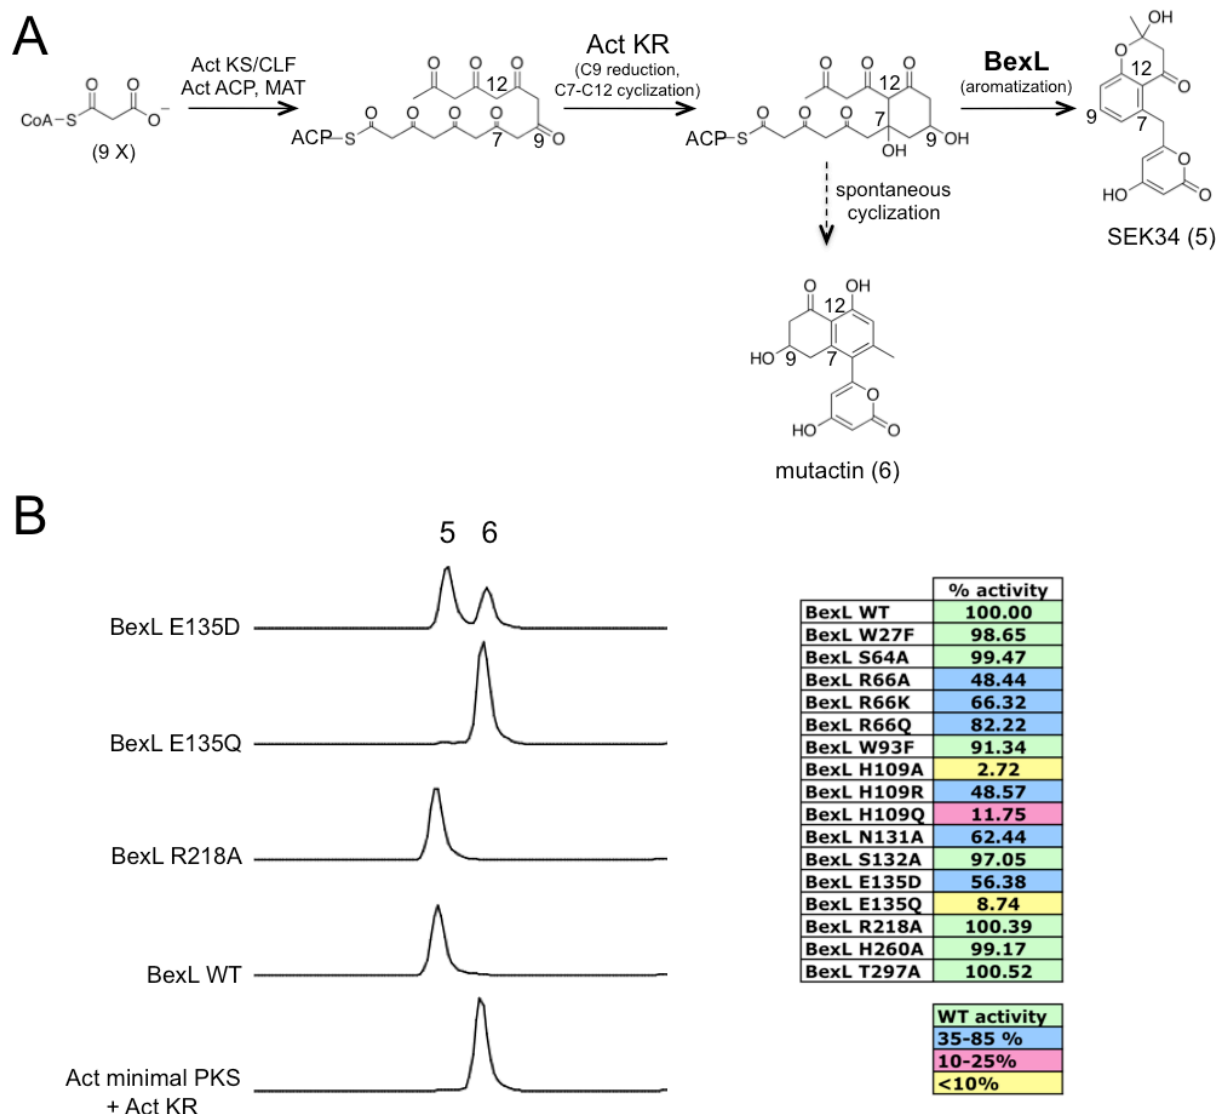 A
CoA
S
O
O
O
-
(9 X)
Act KS/CLF
Act ACP, MAT
O
O
O
12
ACP
S
O
O
O
O
7
9
O
Act KR
(C9 reduction,
C7-C12 cyclization)
O
O
O
12
ACP
S
O
O
O
7
OH
9
OH
BexL
(aromatization)
OH
O
12
O
9
7
O
HO
O
SEK34 (5)
spontaneous
cyclization
O
OH
12
HO
9
7
O
HO
O
mutactin (6)
B
5
6
BexL E135D
BexL E135Q
BexL R218A
BexL WT
Act minimal PKS
+ Act KR
% activity
BexL WT 100.00
BexL W27F 98.65
BexL S64A 99.47
BexL R66A 48.44
BexL R66K 66.32
BexL R66Q 82.22
BexL W93F 91.34
BexL H109A 2.72
BexL H109R 48.57
BexL H109Q 11.75
BexL N131A 62.44
BexL S132A 97.05
BexL E135D 56.38
BexL E135Q 8.74
BexL R218A 100.39
BexL H260A 99.17
BexL T297A 100.52
WT activity
35-85 %
10-25%
<10%